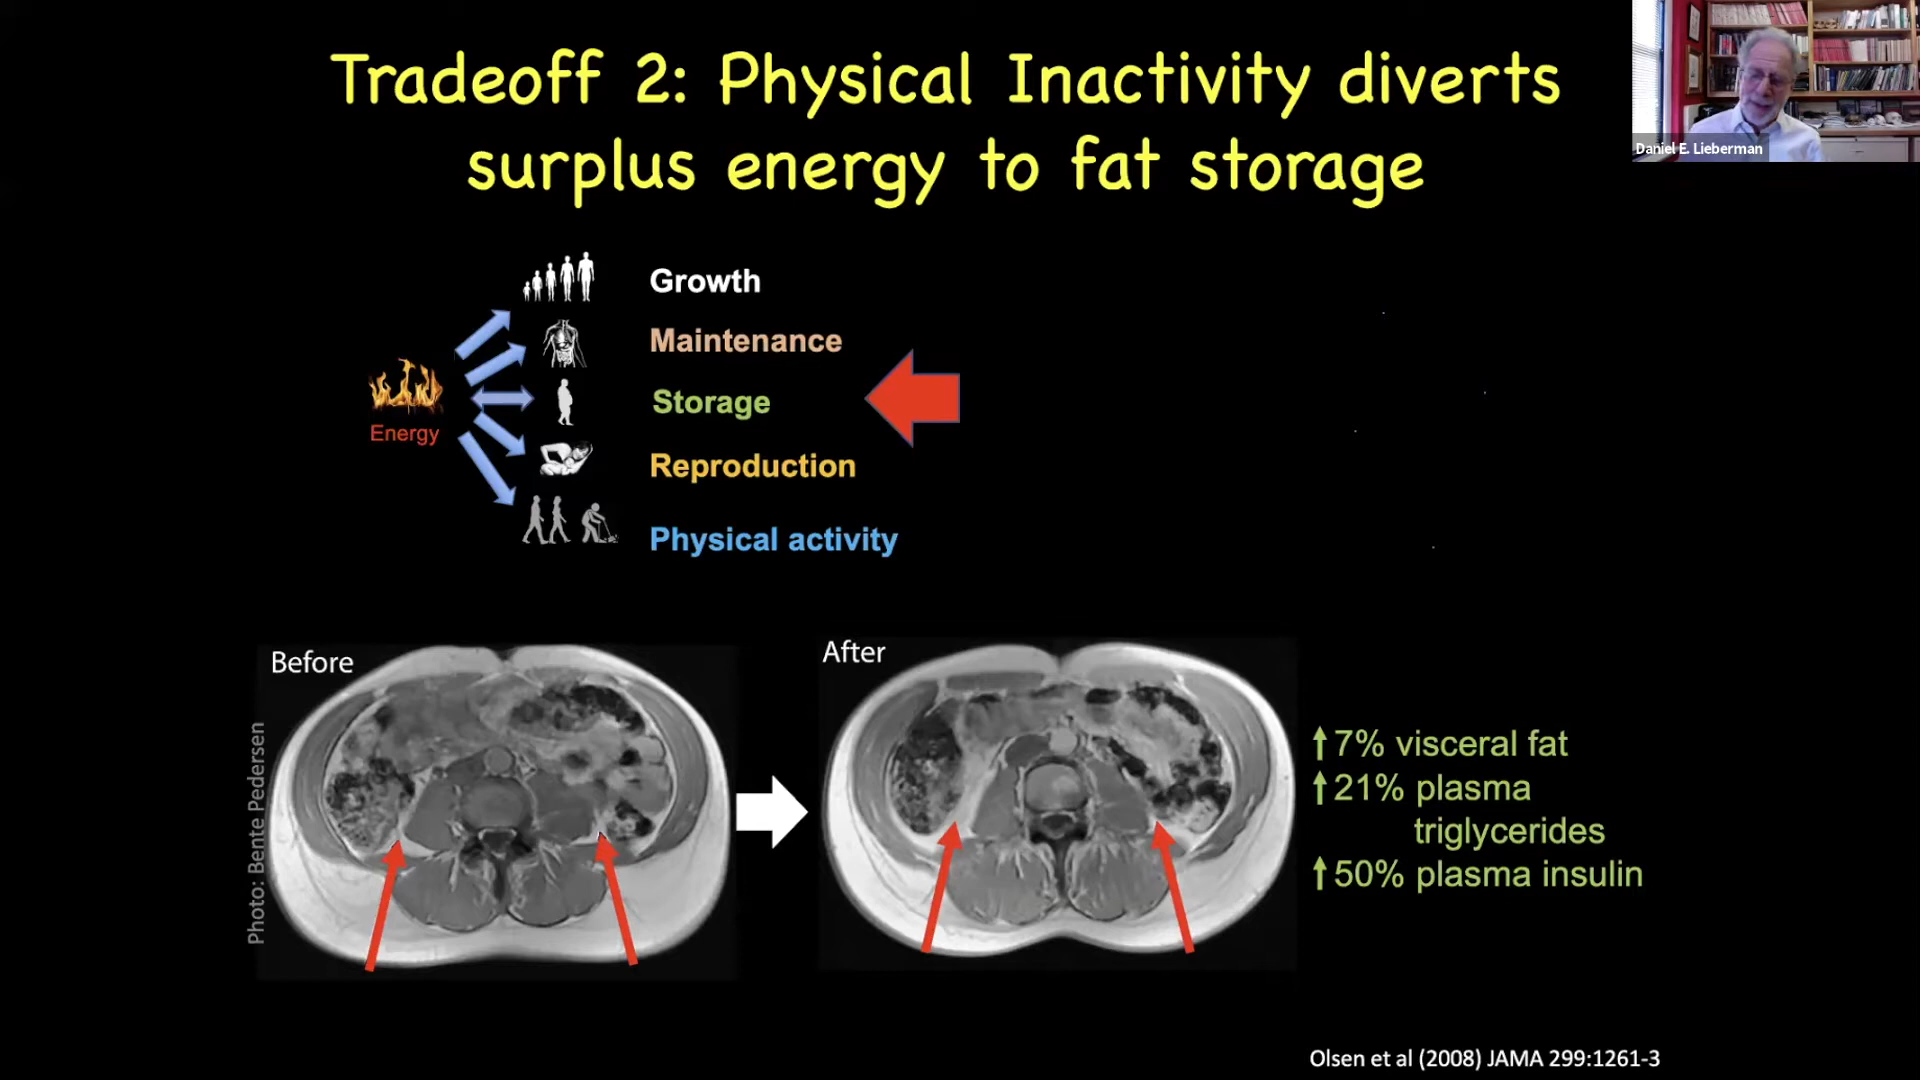 Tradeoff 2: Physical Inactivity diverts
surplus energy to fat storage
Daniel E. Lieberman
Growth
Maintenance
Energy
Storage
Reproduction
Physical activity
Before
After
Photo: Bente Pedersen
7% visceral fat
21% plasma
triglycerides
50% plasma insulin
Olsen et al (2008) JAMA 299:1261-3